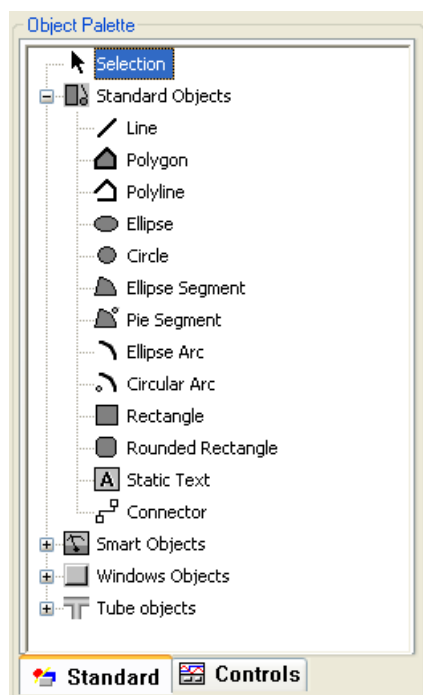 Object Palette
Selection
Standard Objects
Line
Polygon
Polyline
Ellipse
Circle
Ellipse Segment
Pie Segment
Ellipse Arc
Circular Arc
Rectangle
Rounded Rectangle
A Static Text
Connector
Smart Objects
Windows Objects
Tube objects
Standard Controls